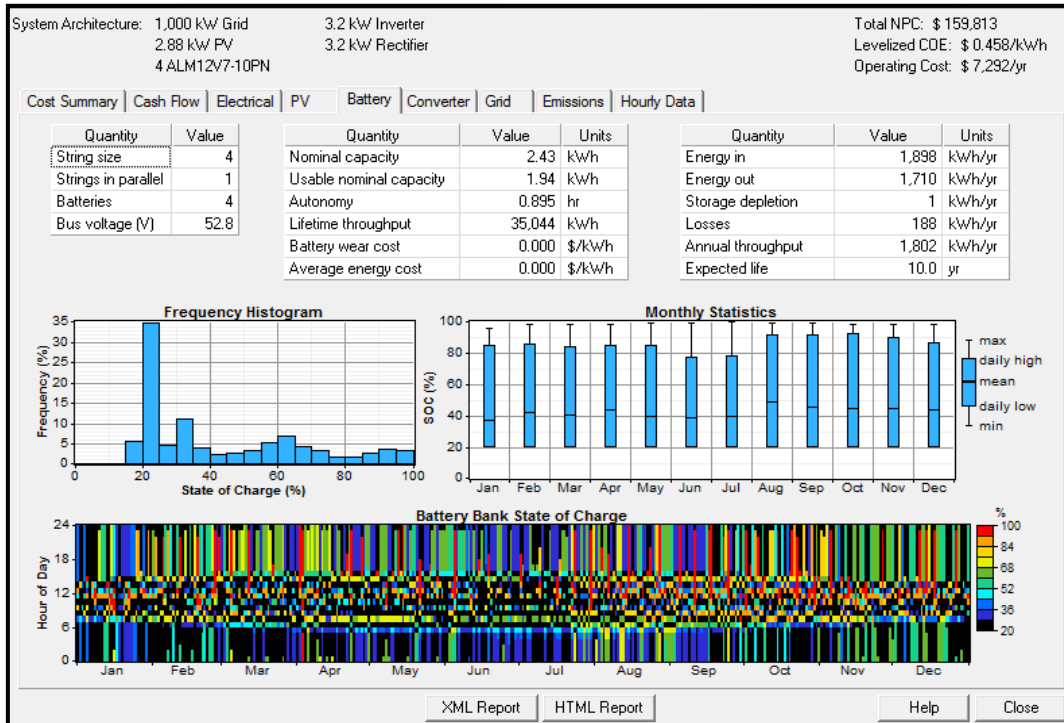 System Architecture: 1,000 kW Grid 3.2 kW Inverter Total NPC: $ 159,813
2.88 kW PV 3.2 kW Rectifier Levelized COE: $ 0.458/kWh
4 ALM12V7-10PN Operating Cost: $ 7,292/yr
Cost Summary Cash Flow Electrical PV Battery Converter Grid Emissions Hourly Data
Quantity Value Quantity Value Units Quantity Value Units
String size 4 Nominal capacity 2.43 kWh Energy in 1,898 kWh/yr
Strings in parallel 1 Usable nominal capacity 1.94 kWh Energy out 1,710 kWh/yr
Batteries 4 Autonomy 0.895 hr Storage depletion 1 kWh/yr
Bus voltage (V) 52.8 Lifetime throughput 35,044 kWh Losses 188 kWh/yr
Battery wear cost 0.000 $/kWh Annual throughput 1,802 kWh/yr
Average energy cost 0.000 $/kWh Expected life 10.0 yr
Frequency Histogram
Frequency (%)
35
30
25
20
15
10
5
0
0 20 40 60 80 100
State of Charge (%)
Monthly Statistics
SOC (%)
100
80
60
40
20
0
Jan Feb Mar Apr May Jun Jul Aug Sep Oct Nov Dec
max
daily high
mean
daily low
min
Battery Bank State of Charge
Hour of Day
24
18
12
6
0
Jan Feb Mar Apr May Jun Jul Aug Sep Oct Nov Dec
%
100
84
68
52
36
20
XML Report HTML Report Help Close